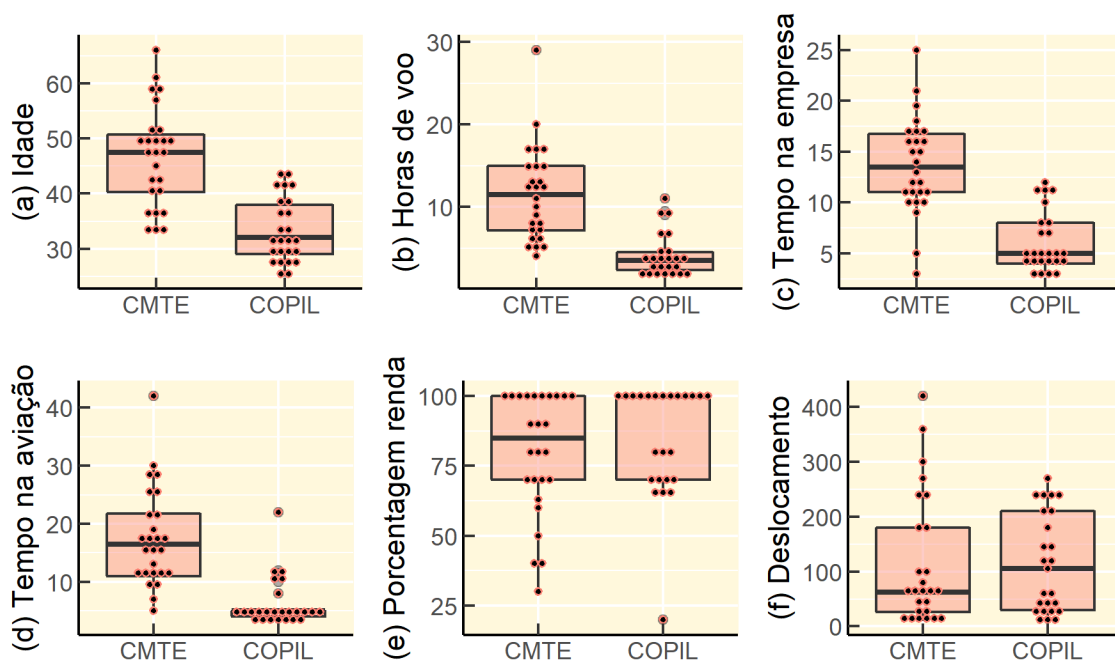 (a) Idade
60
50
40
30
CMTE COPIL
(b) Horas de voo
30
20
10
CMTE COPIL
(c) Tempo na empresa
25
20
15
10
5
CMTE COPIL
(d) Tempo na aviação
40
30
20
10
CMTE COPIL
(e) Porcentagem renda
100
75
50
25
CMTE COPIL
(f) Deslocamento
400
300
200
100
0
CMTE COPIL